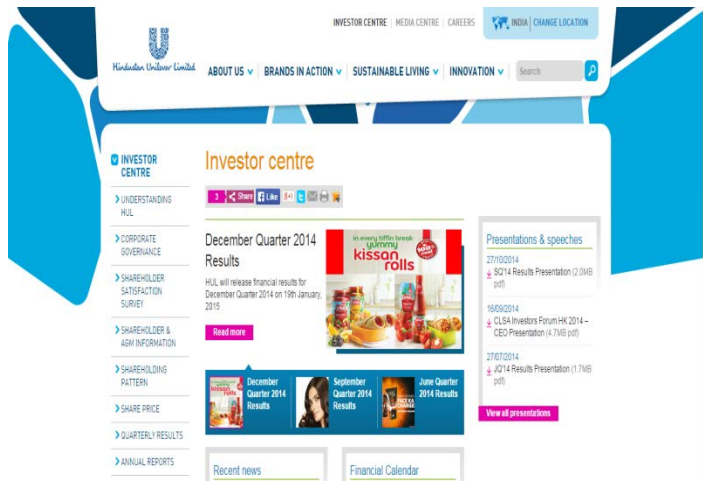 INVESTOR CENTRE | MEDIA CENTRE | CAREERS
INDIA | CHANGE LOCATION
Hindustan Unilever Limited
ABOUT US
BRANDS IN ACTION
SUSTAINABLE LIVING
INNOVATION
Search
INVESTOR
CENTRE
UNDERSTANDING
HUL
CORPORATE
GOVERNANCE
SHAREHOLDER
SATISFACTION
SURVEY
SHAREHOLDER &
AGM INFORMATION
SHAREHOLDING
PATTERN
SHARE PRICE
QUARTERLY RESULTS
ANNUAL REPORTS
Investor centre
3 Share Like
December Quarter 2014
Results
HUL will release financial results for
December Quarter 2014 on 19th January,
2015
Read more
in every tiffin break
yummy
kissan
rolls
100%
December
Quarter 2014
Results
September
Quarter 2014
Results
June Quarter
2014 Results
Recent news
Financial Calendar
Presentations & speeches
27/10/2014
SQ'14 Results Presentation (2.0MB
pdf)
16/09/2014
CLSA Investors Forum HK 2014 –
CEO Presentation (4.7MB pdf)
27/07/2014
JQ'14 Results Presentation (1.7MB
pdf)
View all presentations